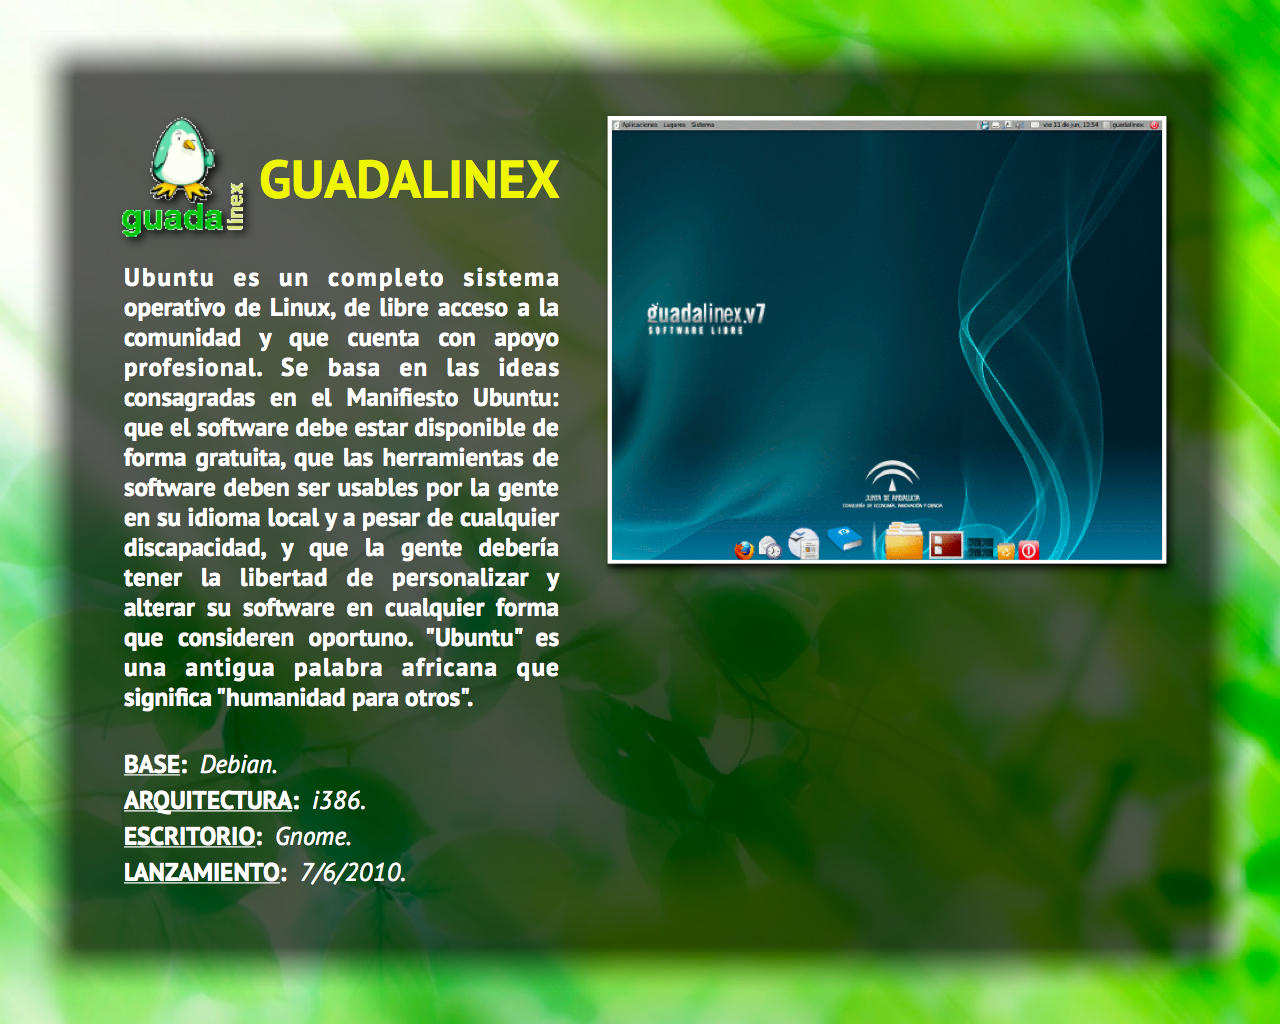 guada
linex
GUADALINEX
Ubuntu es un completo sistema
operativo de Linux, de libre acceso a la
comunidad y que cuenta con apoyo
profesional. Se basa en las ideas
consagradas en el Manifiesto Ubuntu:
que el software debe estar disponible de
forma gratuita, que las herramientas de
software deben ser usables por la gente
en su idioma local y a pesar de cualquier
discapacidad, y que la gente debería
tener la libertad de personalizar y
alterar su software en cualquier forma
que consideren oportuno. "Ubuntu" es
una antigua palabra africana que
significa "humanidad para otros".
BASE: Debian.
ARQUITECTURA: i386.
ESCRITORIO: Gnome.
LANZAMIENTO: 7/6/2010.
Aplicaciones Lugares Sistema
vie 11 de jun, 12:54 guadalinex
guadalinex.v7
SOFTWARE LIBRE
JUNTA DE ANDALUCIA
CONSEJERÍA DE ECONOMÍA, INNOVACIÓN Y CIENCIA